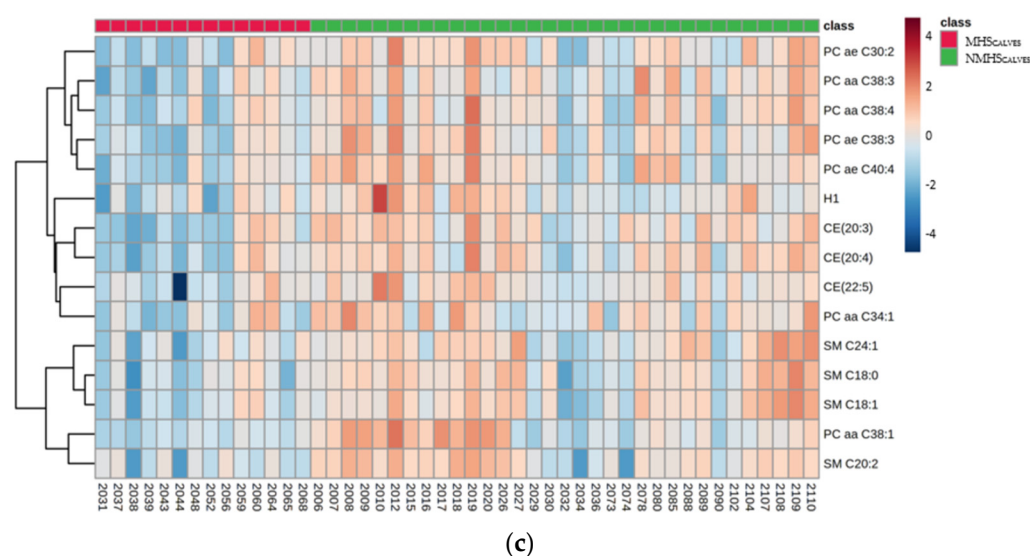 class
PC ae C30:2
PC aa C38:3
PC aa C38:4
PC ae C38:3
PC ae C40:4
H1
CE(20:3)
CE(20:4)
CE(22:5)
PC aa C34:1
SM C24:1
SM C18:0
SM C18:1
PC aa C38:1
SM C20:2
4
2
0
-2
-4
class
MHSCALVES
NMHSCALVES
2031
2037
2038
2039
2043
2044
2048
2052
2056
2059
2060
2064
2065
2068
2006
2007
2008
2009
2010
2012
2015
2016
2017
2018
2019
2020
2026
2027
2029
2030
2032
2034
2036
2073
2074
2078
2080
2085
2088
2089
2090
2102
2104
2107
2108
2109
2110
(c)